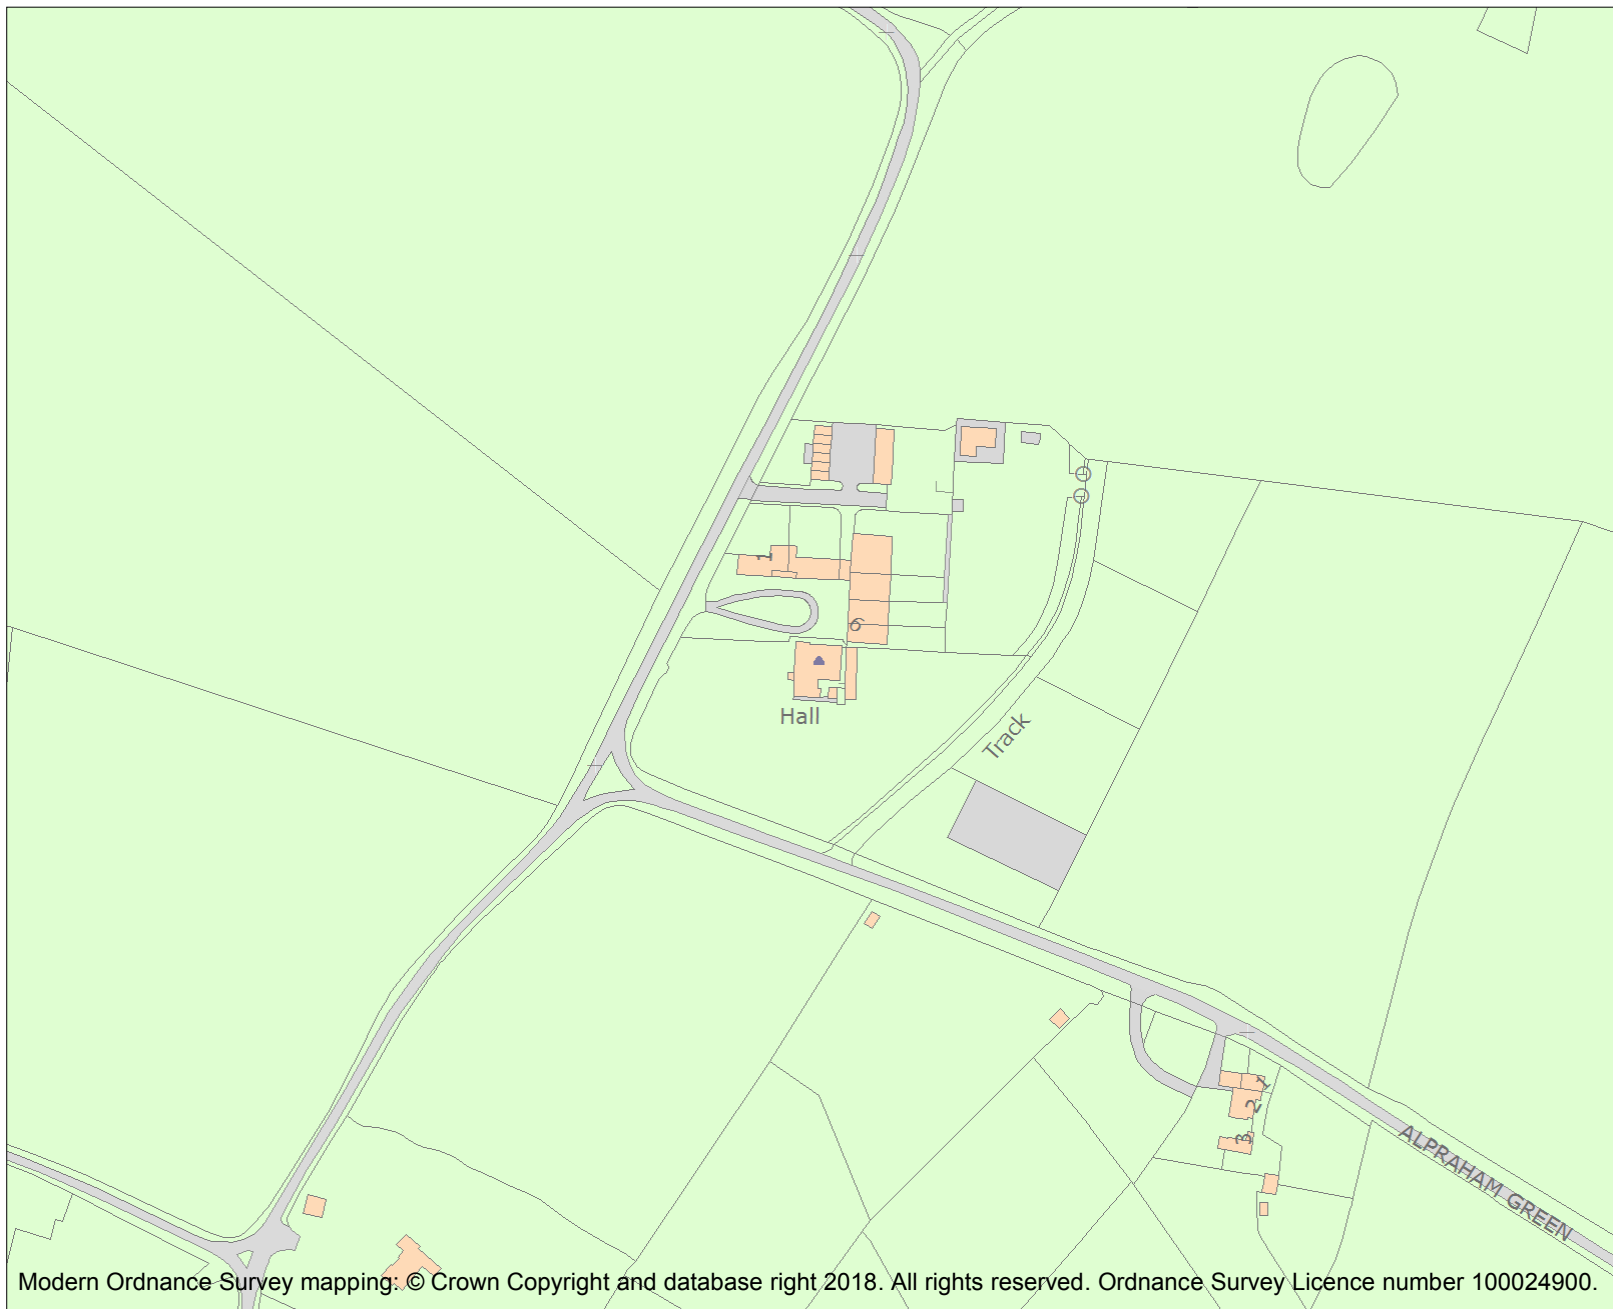 1
6
Hall
Track
1
2
3
ALPRAHAM GREEN
Modern Ordnance Survey mapping: © Crown Copyright and database right 2018. All rights reserved. Ordnance Survey Licence number 100024900.